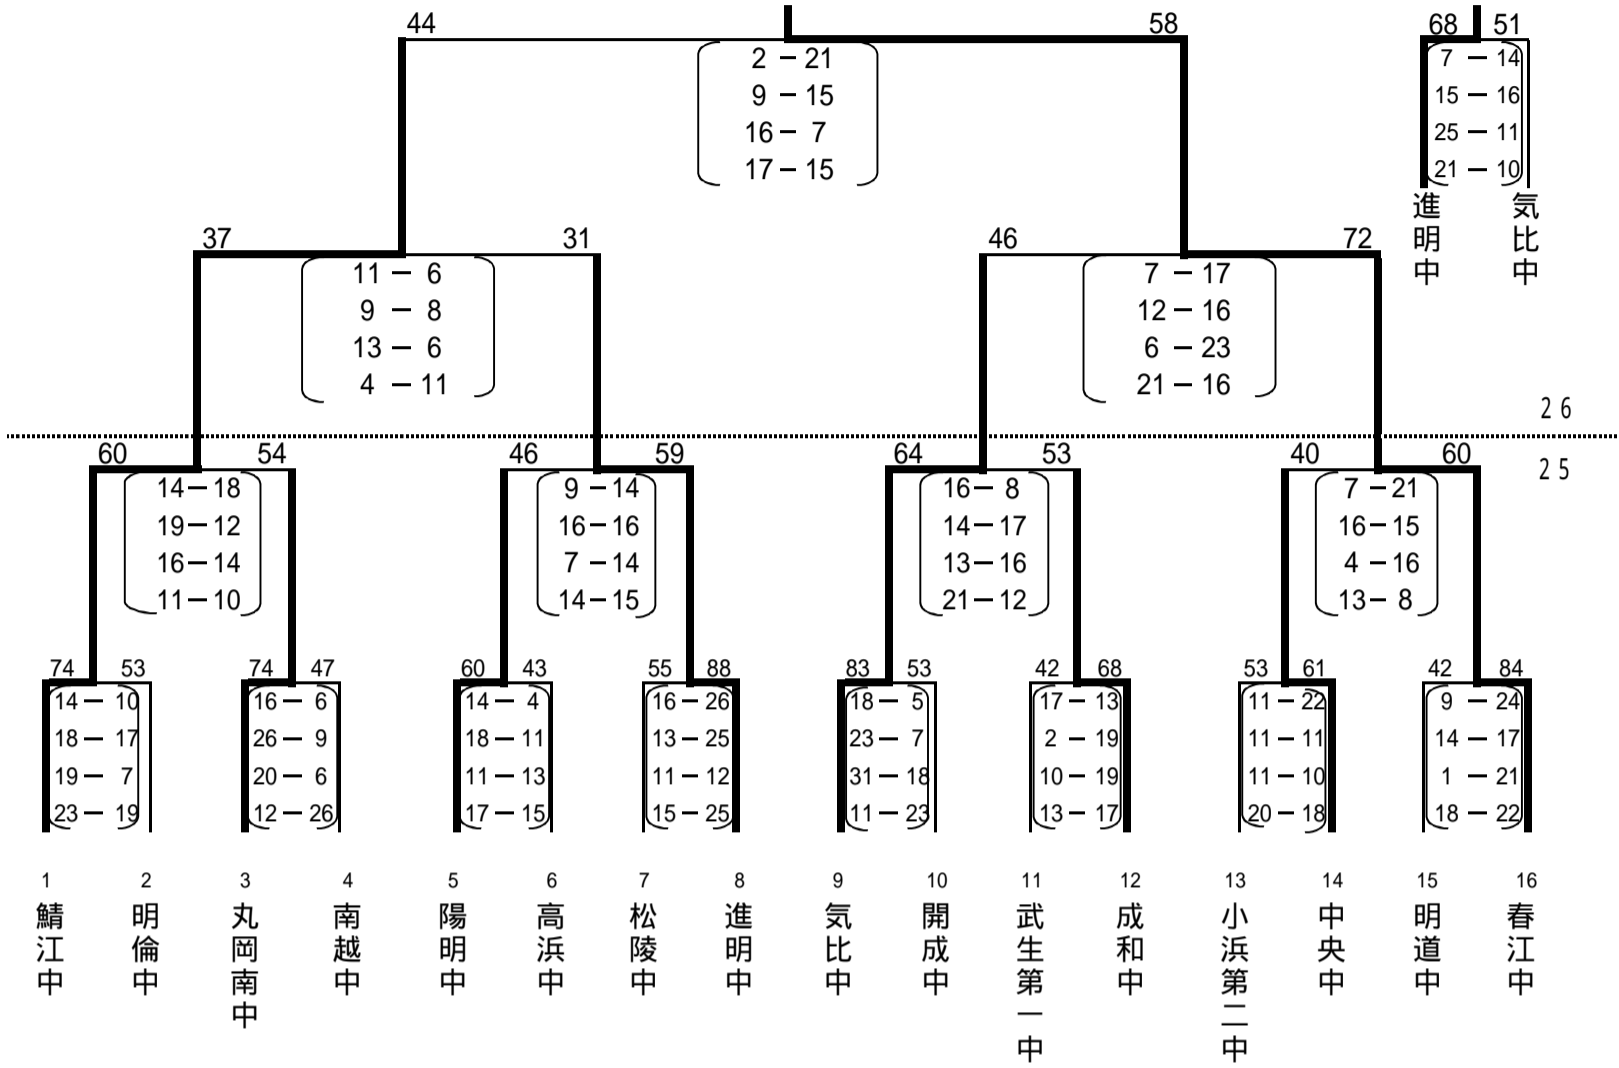 44 58 68 51
2 − 21 7 − 14
9 − 15 15 − 16
16 − 7 25 − 11
17 − 15 21 − 10
進明中 気比中
37 31 46 72
11 − 6 7 − 17
9 − 8 12 − 16
13 − 6 6 − 23
4 − 11 21 − 16
26
60 54 46 59 64 53 40 60
25
14 − 18 9 − 14 16 − 8 7 − 21
19 − 12 16 − 16 14 − 17 16 − 15
16 − 14 7 − 14 13 − 16 4 − 16
11 − 10 14 − 15 21 − 12 13 − 8
74 53 74 47 60 43 55 88 83 53 42 68 53 61 42 84
14 − 10 16 − 6 14 − 4 16 − 26 18 − 5 17 − 13 11 − 22 9 − 24
18 − 17 26 − 9 18 − 11 13 − 25 23 − 7 2 − 19 11 − 11 14 − 17
19 − 7 20 − 6 11 − 13 11 − 12 31 − 18 10 − 19 11 − 10 1 − 21
23 − 19 12 − 26 17 − 15 15 − 25 11 − 23 13 − 17 20 − 18 18 − 22
1 2 3 4 5 6 7 8 9 10 11 12 13 14 15 16
鯖江中
明倫中
丸岡南中
南越中
陽明中
高浜中
松陵中
進明中
気比中
開成中
武生第一中
成和中
小浜第二中
中央中
明道中
春江中